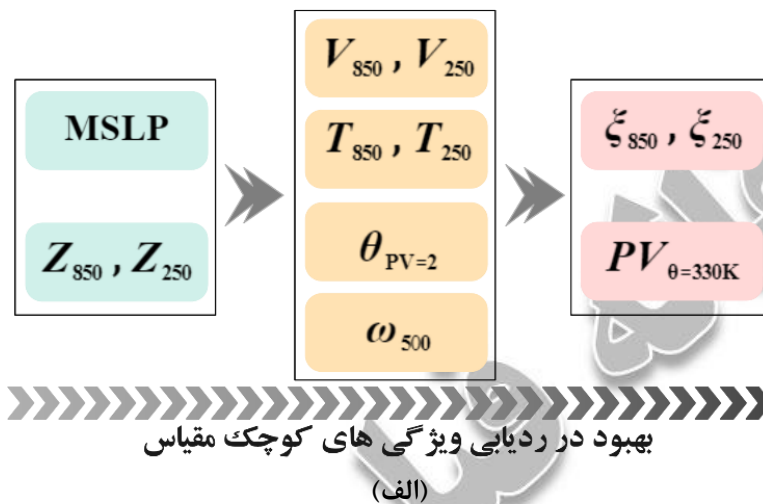 MSLP
Z850 , Z250
V850 , V250
T850 , T250
θPV=2
ω500
ξ850 , ξ250
PVθ=330K
بهبود در ردیابی ویژگی های کوچک مقیاس
(الف)